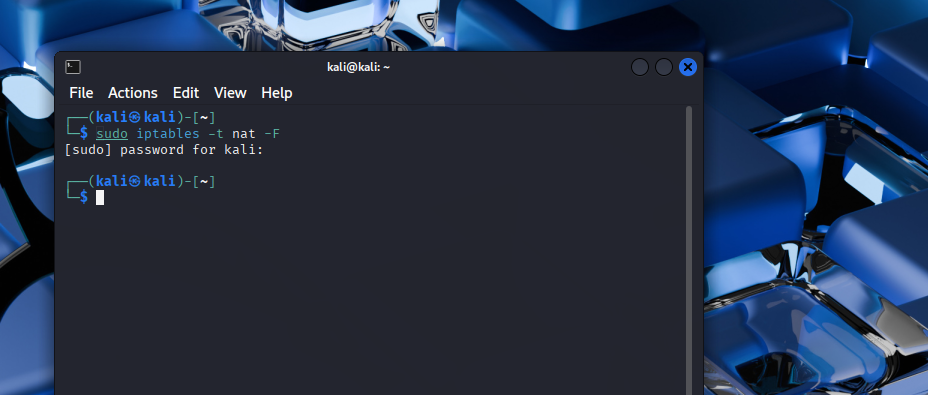 kali@kali: ~
File Actions Edit View Help
┌──(kali㉿kali)-[~]
└─$ sudo iptables -t nat -F
[sudo] password for kali:
┌──(kali㉿kali)-[~]
└─$